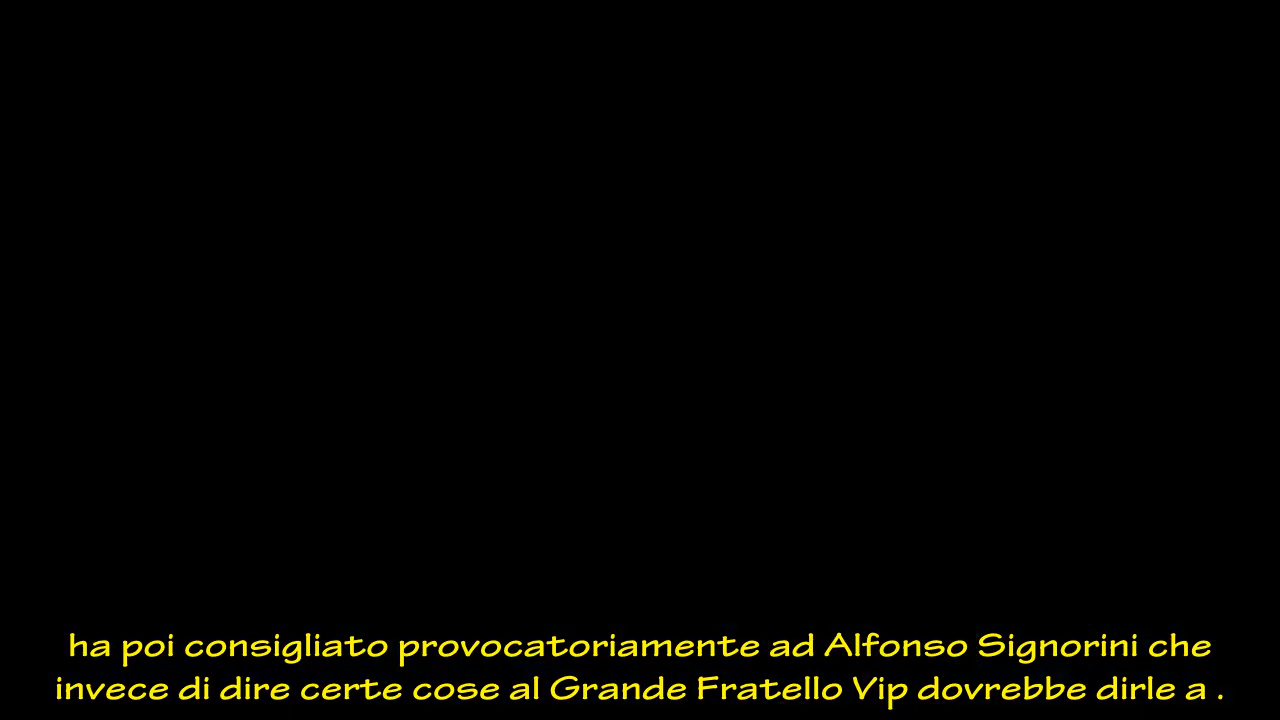 ha poi consigliato provocatoriamente ad Alfonso Signorini che
invece di dire certe cose al Grande Fratello Vip dovrebbe dirle a .